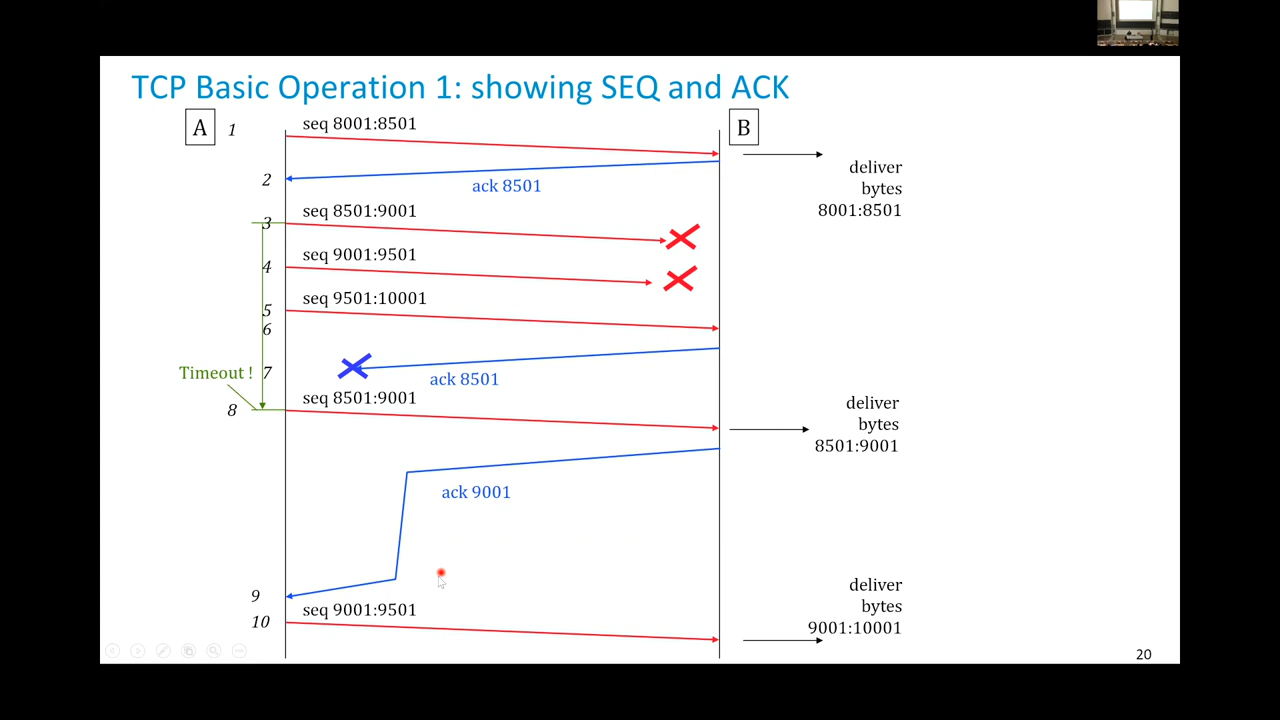 TCP Basic Operation 1: showing SEQ and ACK
A
1
seq 8001:8501
B
deliver
bytes
8001:8501
2
ack 8501
3
seq 8501:9001
4
seq 9001:9501
5
seq 9501:10001
6
Timeout !
7
ack 8501
8
seq 8501:9001
deliver
bytes
8501:9001
ack 9001
9
deliver
bytes
9001:10001
10
seq 9001:9501
20